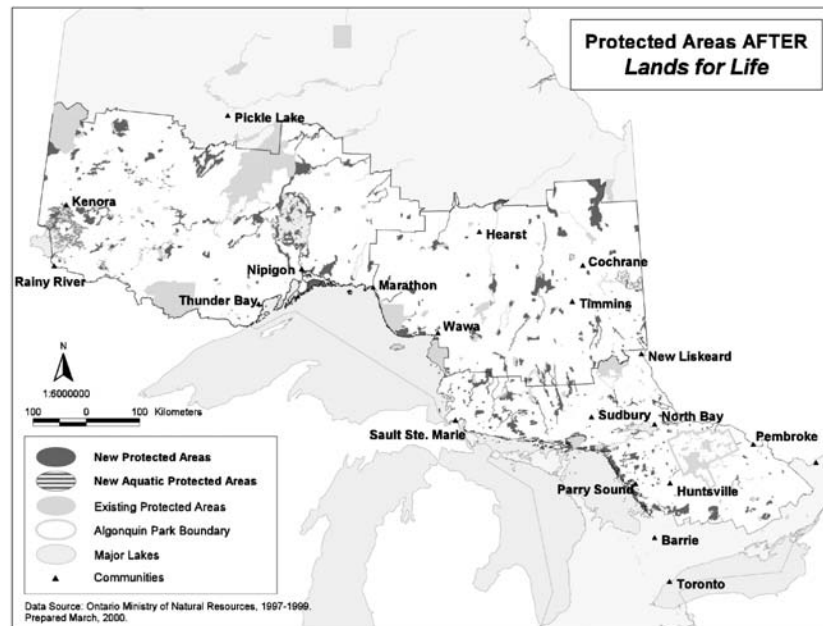 Protected Areas AFTER
Lands for Life
Pickle Lake
Kenora
Hearst
Rainy River
Nipigon
Cochrane
Thunder Bay
Marathon
Timmins
Wawa
New Liskeard
N
1:6000000
100 0 100 Kilometers
Sault Ste. Marie
Sudbury
North Bay
Pembroke
Parry Sound
Huntsville
Barrie
Toronto
New Protected Areas
New Aquatic Protected Areas
Existing Protected Areas
Algonquin Park Boundary
Major Lakes
Communities
Data Source: Ontario Ministry of Natural Resources, 1997-1999.
Prepared March, 2000.